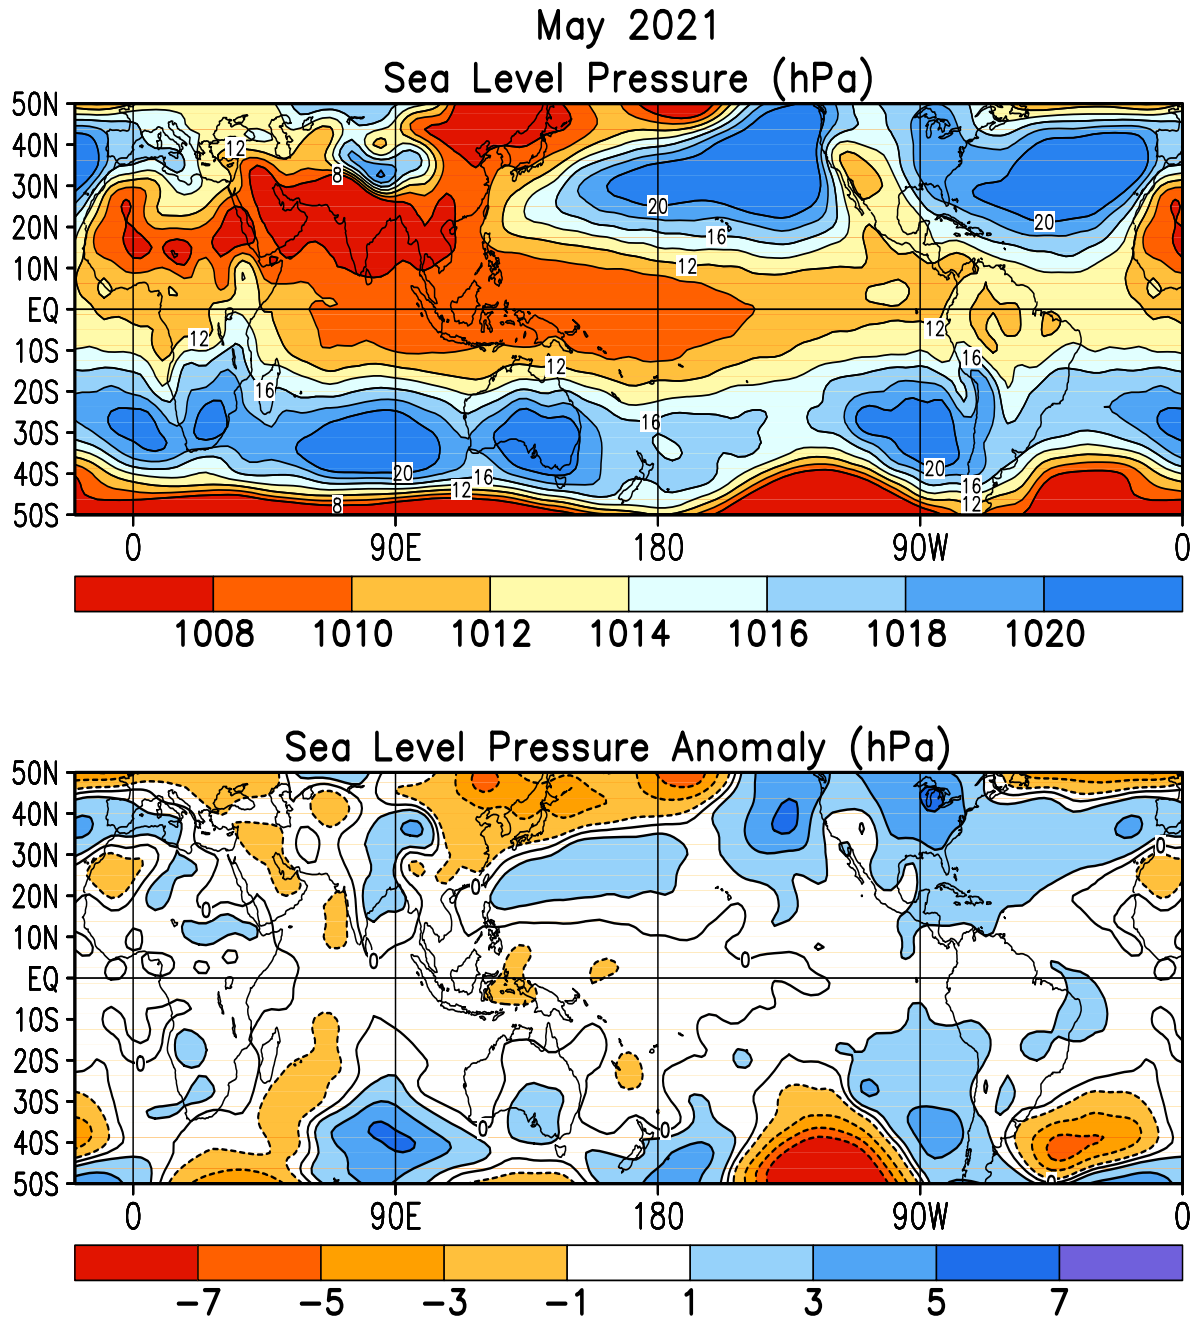 May 2021
Sea Level Pressure (hPa)
50N
40N
30N
20N
10N
EQ
10S
20S
30S
40S
50S
12
8
20
16
20
12
12
12
12
16
16
16
20
16
12
8
20
16
12
0 90E 180 90W 0
1008 1010 1012 1014 1016 1018 1020
Sea Level Pressure Anomaly (hPa)
50N
40N
30N
20N
10N
EQ
10S
20S
30S
40S
50S
0
0
0
0
0
0
0
0
0
0 90E 180 90W 0
−7 −5 −3 −1 1 3 5 7